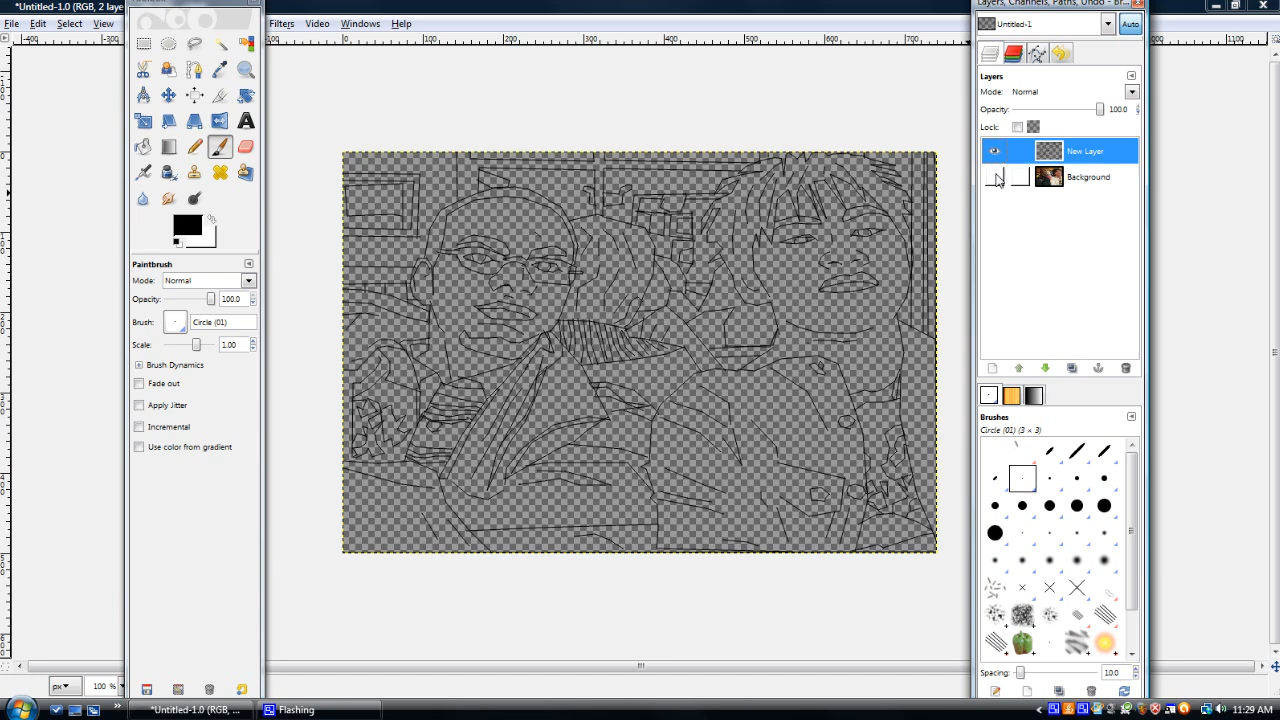 *Untitled-1.0 (RGB, 2 laye
Layers, Channels, Paths, Undo - Br...
File Edit Select View Filters Video Windows Help
Untitled-1 Auto
-400 -300 0 100 200 300 400 500 600 700 1100
Layers
Mode: Normal
Opacity: 100.0
Lock:
New Layer
Background
Paintbrush
Mode: Normal
Opacity: 100.0
Brush: Circle (01)
Scale: 1.00
Brush Dynamics
Fade out
Apply Jitter
Incremental
Use color from gradient
Brushes
Circle (01) (3 × 3)
Spacing: 10.0
px 100 %
*Untitled-1.0 (RGB, ... Flashing 11:29 AM